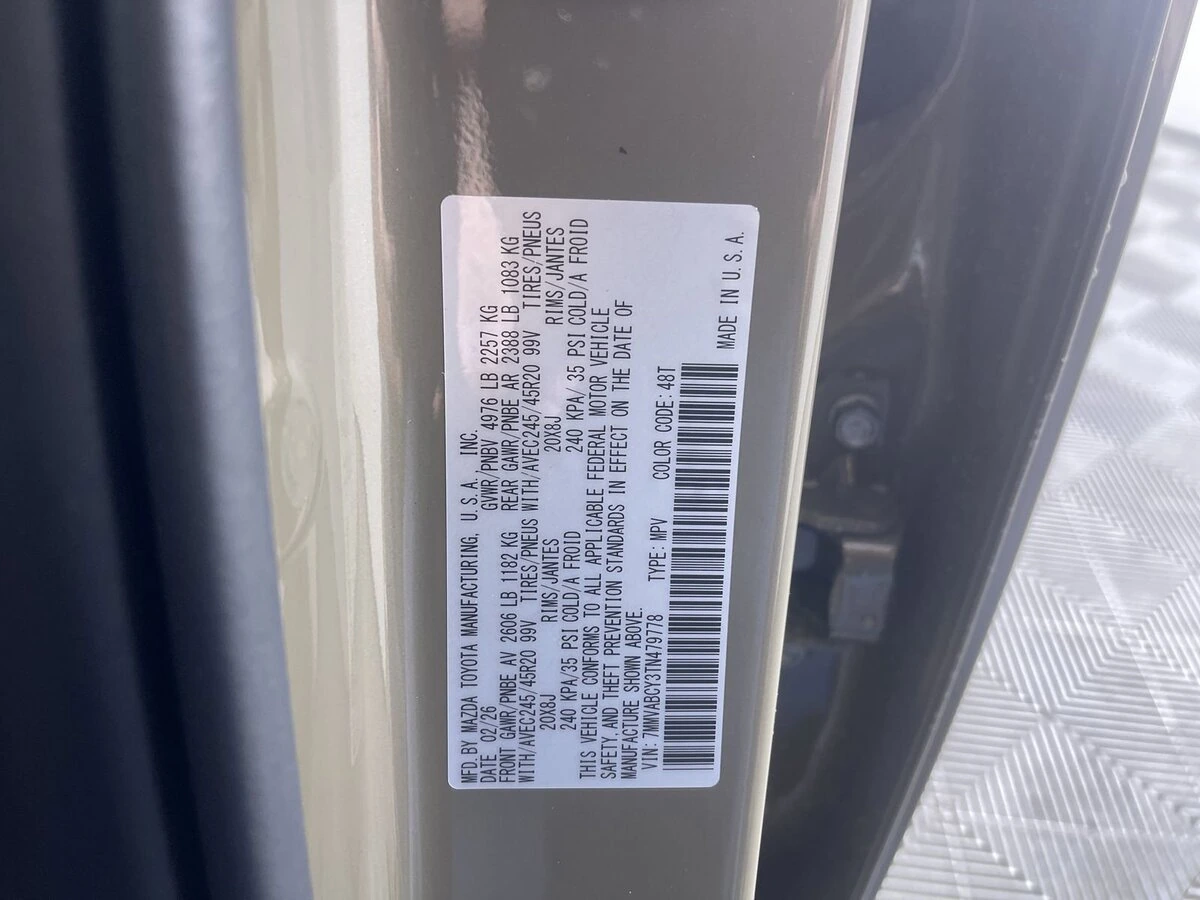 MFD. BY MAZDA TOYOTA MANUFACTURING, U.S.A. INC.
DATE 02/26 GVWR/PNBV 4976 LB 2257 KG
FRONT GAWR/PNBE AV 2606 LB 1182 KG REAR GAWR/PNBE AR 2388 LB 1083 KG
WITH/AVEC245/45R20 99V TIRES/PNEUS WITH/AVEC245/45R20 99V TIRES/PNEUS
20X8J RIMS/JANTES 20X8J RIMS/JANTES
240 KPA/35 PSI COLD/A FROID 240 KPA/ 35 PSI COLD/A FROID
THIS VEHICLE CONFORMS TO ALL APPLICABLE FEDERAL MOTOR VEHICLE
SAFETY, AND THEFT PREVENTION STANDARDS IN EFFECT ON THE DATE OF
MANUFACTURE SHOWN ABOVE.
VIN: 7MMVABCY3TN479778 TYPE: MPV COLOR CODE: 48T
MADE IN U.S.A.